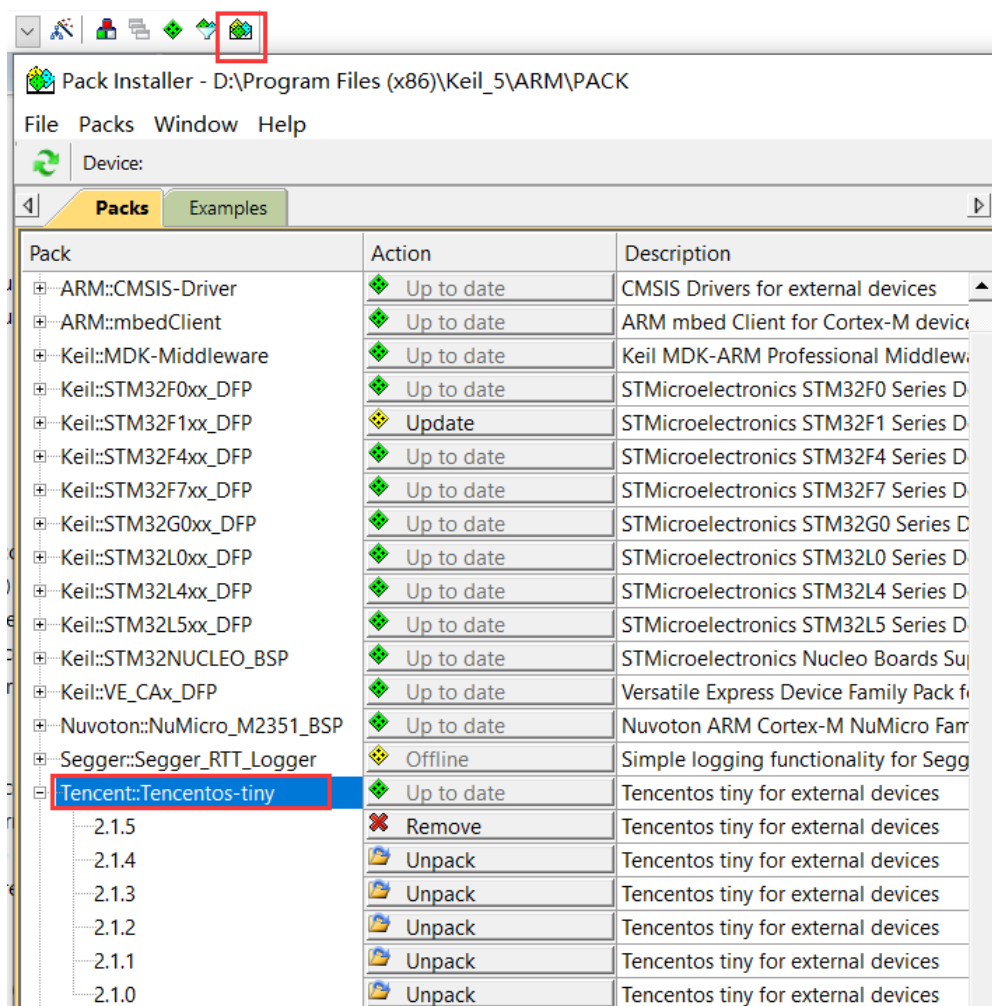 Pack Installer - D:\Program Files (x86)\Keil_5\ARM\PACK
File Packs Window Help
Device:
Packs Examples
Pack Action Description
ARM::CMSIS-Driver Up to date CMSIS Drivers for external devices
ARM::mbedClient Up to date ARM mbed Client for Cortex-M device
Keil::MDK-Middleware Up to date Keil MDK-ARM Professional Middlewa
Keil::STM32F0xx_DFP Up to date STMicroelectronics STM32F0 Series D
Keil::STM32F1xx_DFP Update STMicroelectronics STM32F1 Series D
Keil::STM32F4xx_DFP Up to date STMicroelectronics STM32F4 Series D
Keil::STM32F7xx_DFP Up to date STMicroelectronics STM32F7 Series D
Keil::STM32G0xx_DFP Up to date STMicroelectronics STM32G0 Series D
Keil::STM32L0xx_DFP Up to date STMicroelectronics STM32L0 Series D
Keil::STM32L4xx_DFP Up to date STMicroelectronics STM32L4 Series D
Keil::STM32L5xx_DFP Up to date STMicroelectronics STM32L5 Series D
Keil::STM32NUCLEO_BSP Up to date STMicroelectronics Nucleo Boards Su
Keil::VE_CAx_DFP Up to date Versatile Express Device Family Pack f
Nuvoton::NuMicro_M2351_BSP Up to date Nuvoton ARM Cortex-M NuMicro Fam
Segger::Segger_RTT_Logger Offline Simple logging functionality for Segg
Tencent::Tencentos-tiny Up to date Tencentos tiny for external devices
2.1.5 Remove Tencentos tiny for external devices
2.1.4 Unpack Tencentos tiny for external devices
2.1.3 Unpack Tencentos tiny for external devices
2.1.2 Unpack Tencentos tiny for external devices
2.1.1 Unpack Tencentos tiny for external devices
2.1.0 Unpack Tencentos tiny for external devices